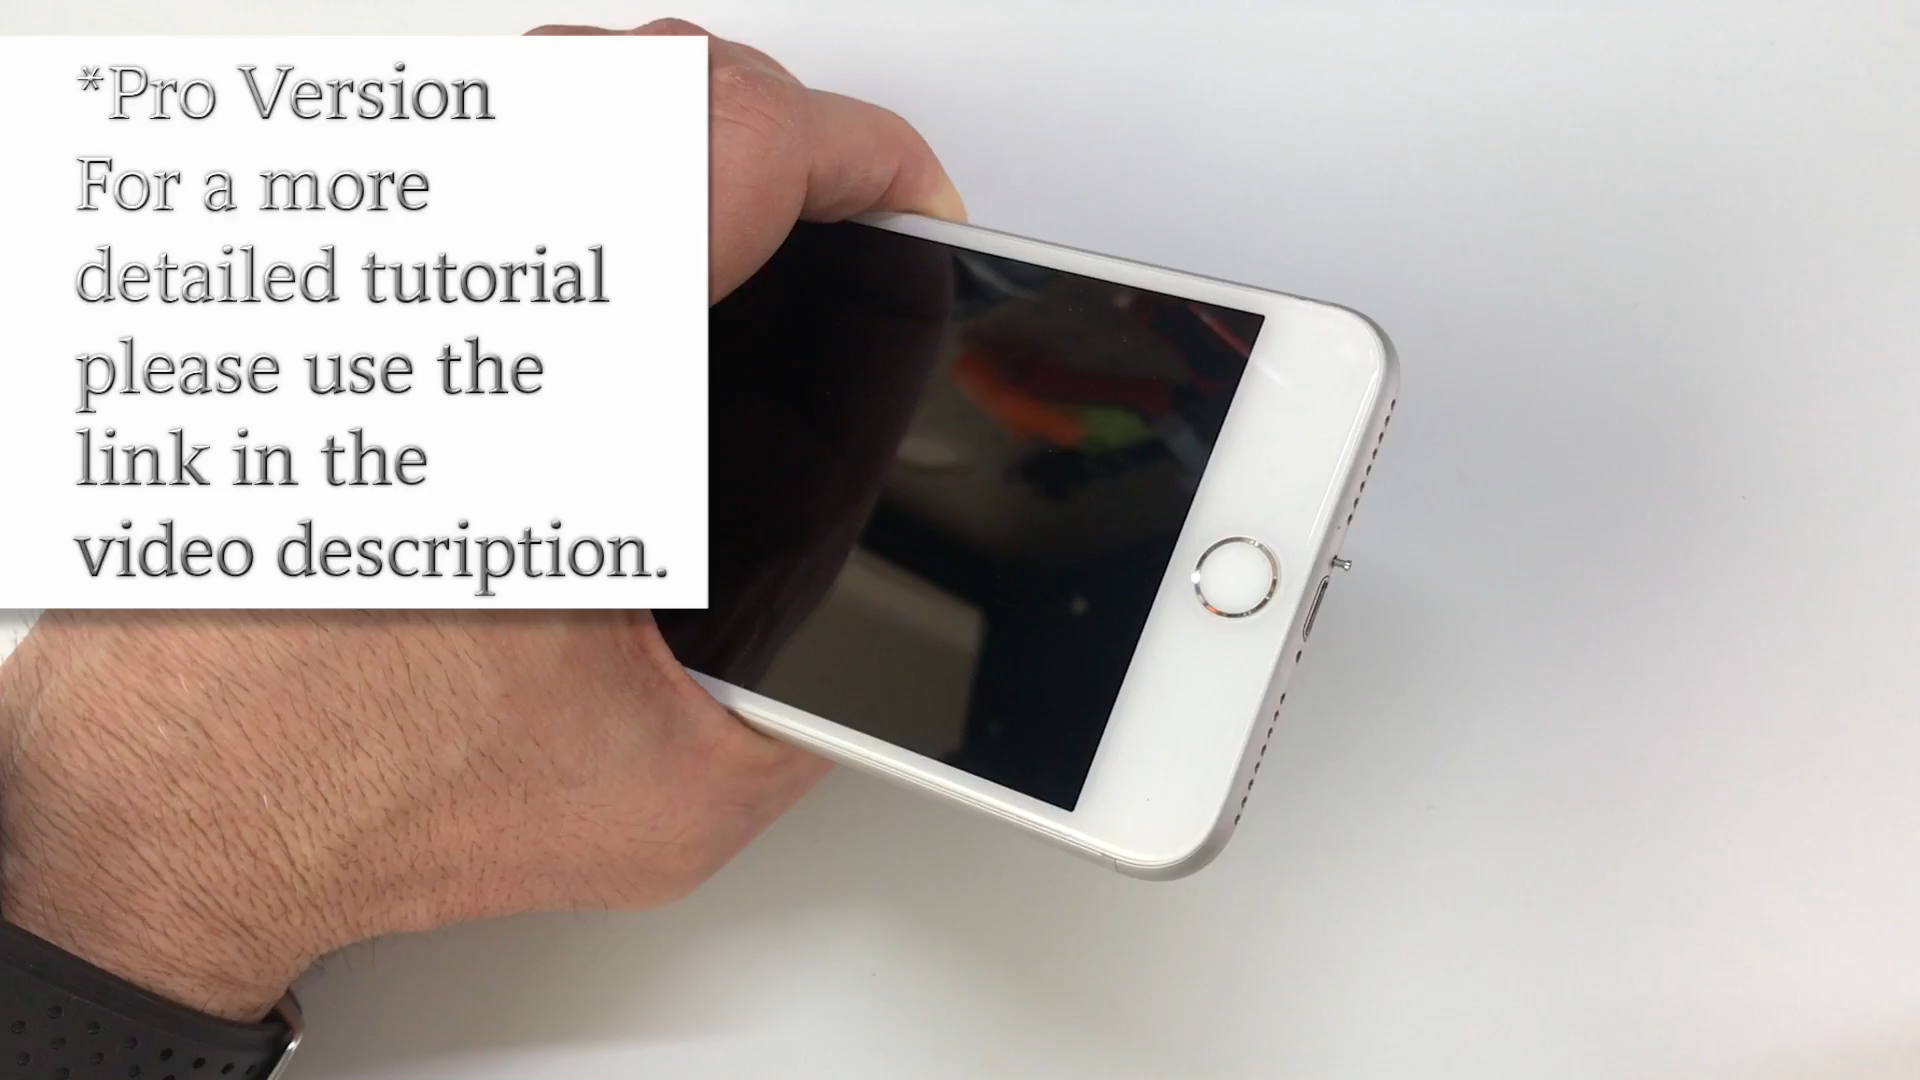 *Pro Version
For a more
detailed tutorial
please use the
link in the
video description.